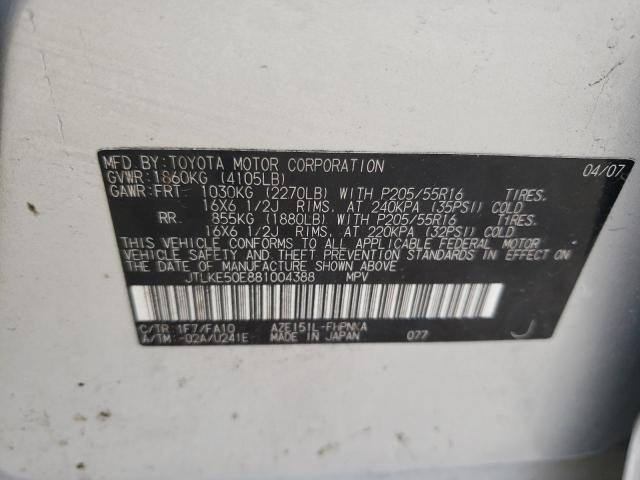 MFD.BY:TOYOTA MOTOR CORPORATION 04/07
GVWR:1860KG (4105LB)
GAWR:FRT. 1030KG (2270LB) WITH P205/55R16 TIRES.
16X6 1/2J RIMS, AT 240KPA (35PSI) COLD
RR. 855KG (1880LB) WITH P205/55R16 TIRES.
16X6 1/2J RIMS, AT 220KPA (32PSI) COLD
THIS VEHICLE CONFORMS TO ALL APPLICABLE FEDERAL MOTOR
VEHICLE SAFETY AND THEFT PREVENTION STANDARDS IN EFFECT ON
THE DATE OF MANUFACTURE SHOWN ABOVE.
JTLKE50E881004388 MPV
C/TR:1F7/FA10 AZE151L-FHPNKA J
A/TM:-02A/U241E MADE IN JAPAN 077